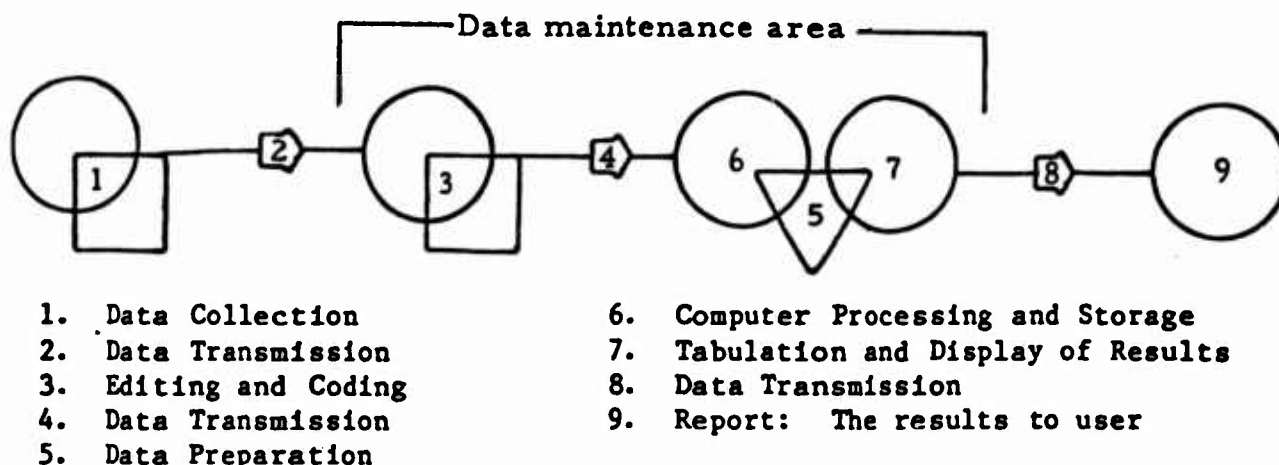 Data maintenance area
1
2
3
4
6
5
7
8
9
1. Data Collection
2. Data Transmission
3. Editing and Coding
4. Data Transmission
5. Data Preparation
6. Computer Processing and Storage
7. Tabulation and Display of Results
8. Data Transmission
9. Report: The results to user